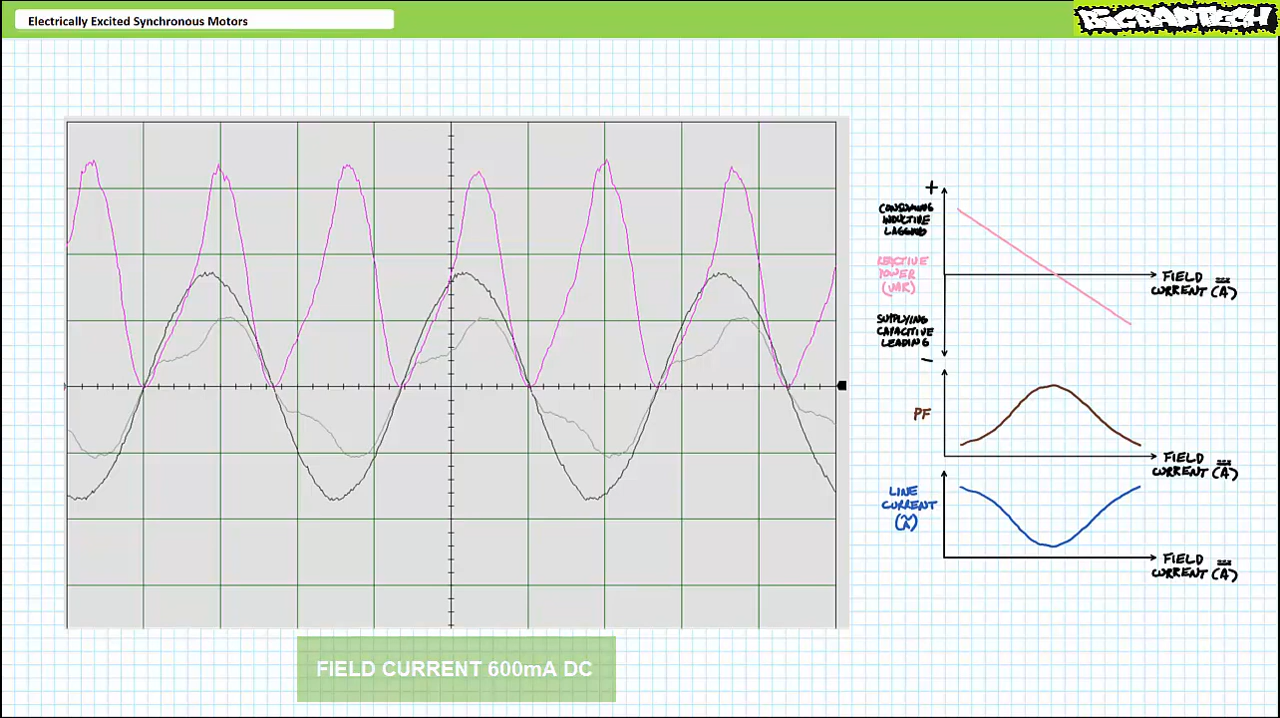 Electrically Excited Synchronous Motors
BIGBADTECH
+
CONSUMING
INDUCTIVE
LAGGING
REACTIVE
POWER
(VAR)
FIELD
CURRENT (A)
SUPPLYING
CAPACITIVE
LEADING
−
PF
FIELD
CURRENT (A)
LINE
CURRENT
(A)
FIELD
CURRENT (A)
FIELD CURRENT 600mA DC